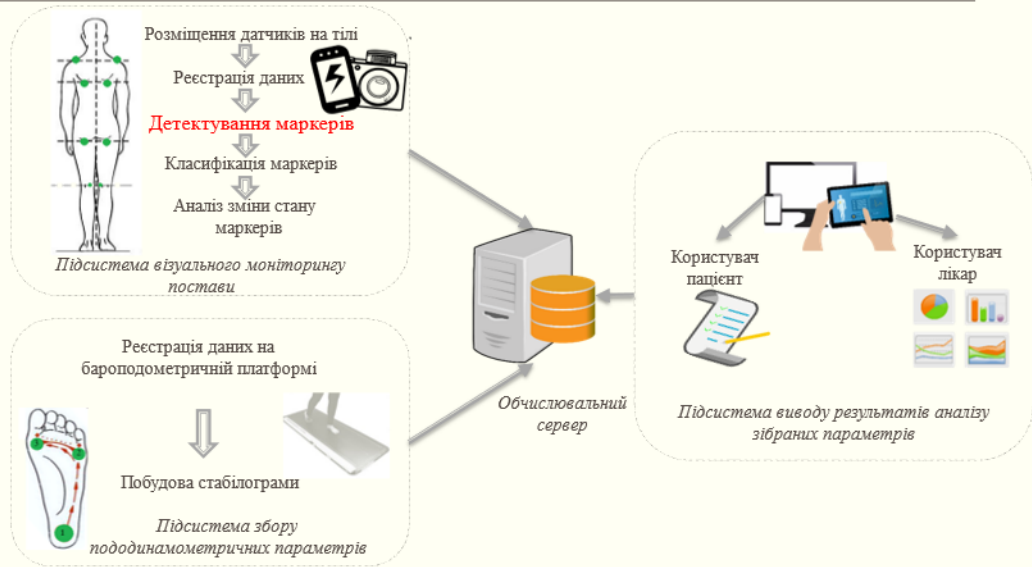 Розміщення датчиків на тілі
Реєстрація даних
Детектування маркерів
Класифікація маркерів
Аналіз зміни стану
маркерів
Підсистема візуального моніторингу
постави
Реєстрація даних на
бароподометричній платформі
Побудова стабілограми
Підсистема збору
пододинамометричних параметрів
Обчислювальний
сервер
Користувач
пацієнт
Користувач
лікар
Підсистема виводу результатів аналізу
зібраних параметрів